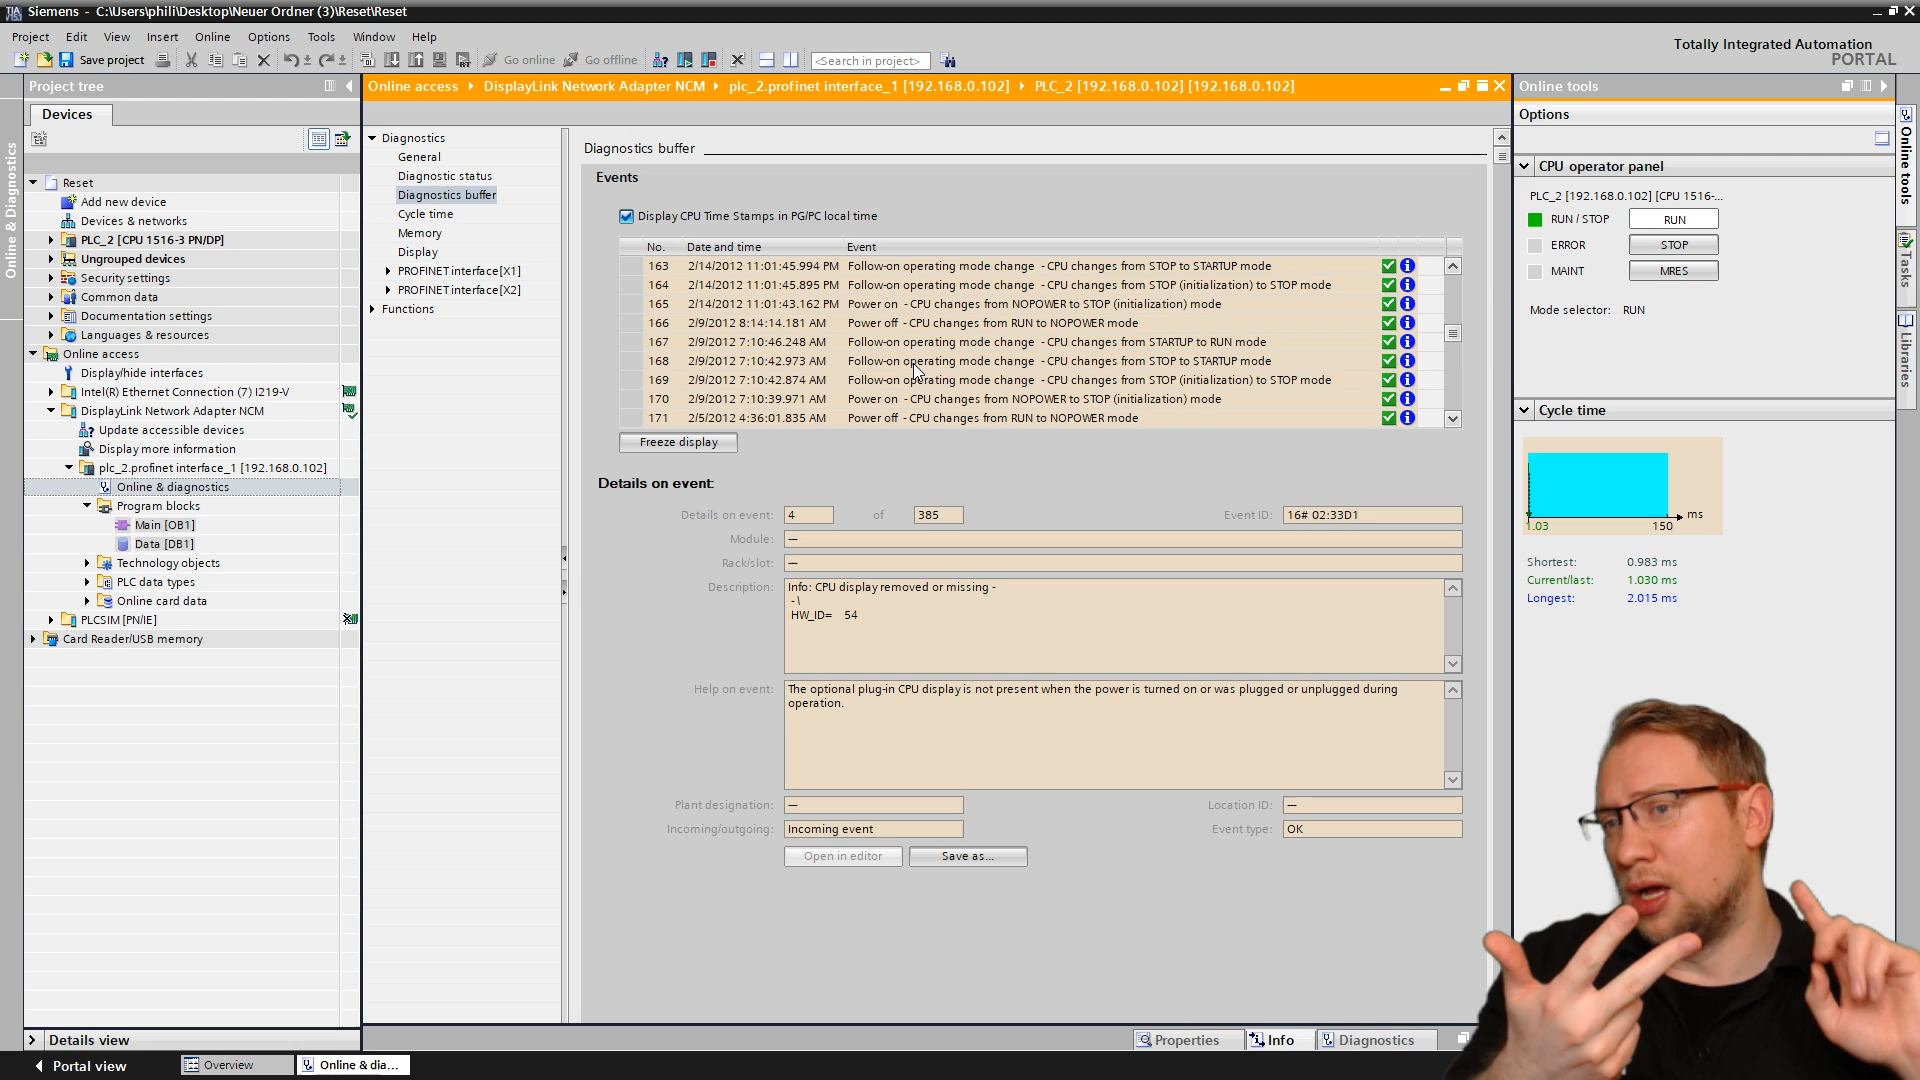 Siemens - C:\Users\phili\Desktop\Neuer Ordner (3)\Reset\Reset
Project Edit View Insert Online Options Tools Window Help
Totally Integrated Automation
PORTAL
Save project
Go online
Go offline
<Search in project>
Project tree
Online access
DisplayLink Network Adapter NCM
plc_2.profinet interface_1 [192.168.0.102]
PLC_2 [192.168.0.102] [192.168.0.102]
Online tools
Devices
Options
Online & Diagnostics
Online tools
Tasks
Libraries
Reset
Add new device
Devices & networks
PLC_2 [CPU 1516-3 PN/DP]
Ungrouped devices
Security settings
Common data
Documentation settings
Languages & resources
Online access
Display/hide interfaces
Intel(R) Ethernet Connection (7) I219-V
DisplayLink Network Adapter NCM
Update accessible devices
Display more information
plc_2.profinet interface_1 [192.168.0.102]
Online & diagnostics
Program blocks
Main [OB1]
Data [DB1]
Technology objects
PLC data types
Online card data
PLCSIM [PN/IE]
Card Reader/USB memory
Diagnostics
General
Diagnostic status
Diagnostics buffer
Cycle time
Memory
Display
PROFINET interface [X1]
PROFINET interface [X2]
Functions
Diagnostics buffer
Events
Display CPU Time Stamps in PG/PC local time
No. Date and time Event
163 2/14/2012 11:01:45.994 PM Follow-on operating mode change - CPU changes from STOP to STARTUP mode
164 2/14/2012 11:01:45.895 PM Follow-on operating mode change - CPU changes from STOP (initialization) to STOP mode
165 2/14/2012 11:01:43.162 PM Power on - CPU changes from NOPOWER to STOP (initialization) mode
166 2/9/2012 8:14:14.181 AM Power off - CPU changes from RUN to NOPOWER mode
167 2/9/2012 7:10:46.248 AM Follow-on operating mode change - CPU changes from STARTUP to RUN mode
168 2/9/2012 7:10:42.973 AM Follow-on operating mode change - CPU changes from STOP to STARTUP mode
169 2/9/2012 7:10:42.874 AM Follow-on operating mode change - CPU changes from STOP (initialization) to STOP mode
170 2/9/2012 7:10:39.971 AM Power on - CPU changes from NOPOWER to STOP (initialization) mode
171 2/5/2012 4:36:01.835 AM Power off - CPU changes from RUN to NOPOWER mode
Freeze display
Details on event:
Details on event: 4 of 385 Event ID: 16# 02:33D1
Module: —
Rack/slot: —
Description: Info: CPU display removed or missing -
- \
HW_ID= 54
Help on event: The optional plug-in CPU display is not present when the power is turned on or was plugged or unplugged during
operation.
Plant designation: — Location ID: —
Incoming/outgoing: Incoming event Event type: OK
Open in editor Save as...
CPU operator panel
PLC_2 [192.168.0.102] [CPU 1516-...
RUN / STOP RUN
ERROR STOP
MAINT MRES
Mode selector: RUN
Cycle time
ms
1.03 150
Shortest: 0.983 ms
Current/last: 1.030 ms
Longest: 2.015 ms
Properties Info Diagnostics
Details view
Portal view Overview Online & dia...